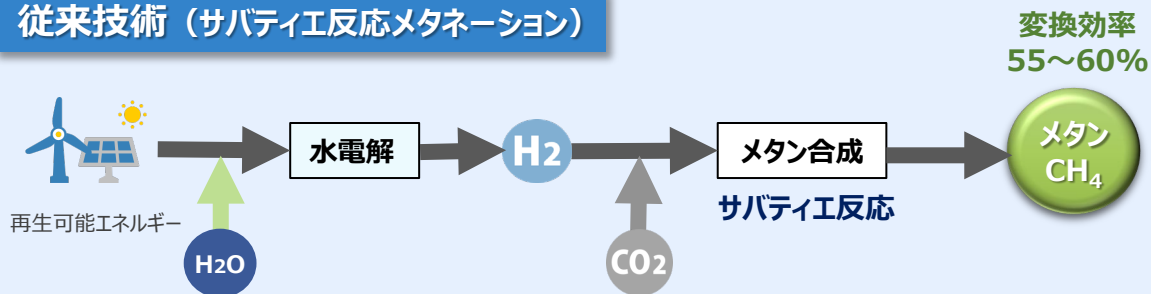 従来技術（サバティエ反応メタネーション）
変換効率
55～60%
水電解
H2
メタン合成
メタン
CH₄
サバティエ反応
再生可能エネルギー
H2O
CO2